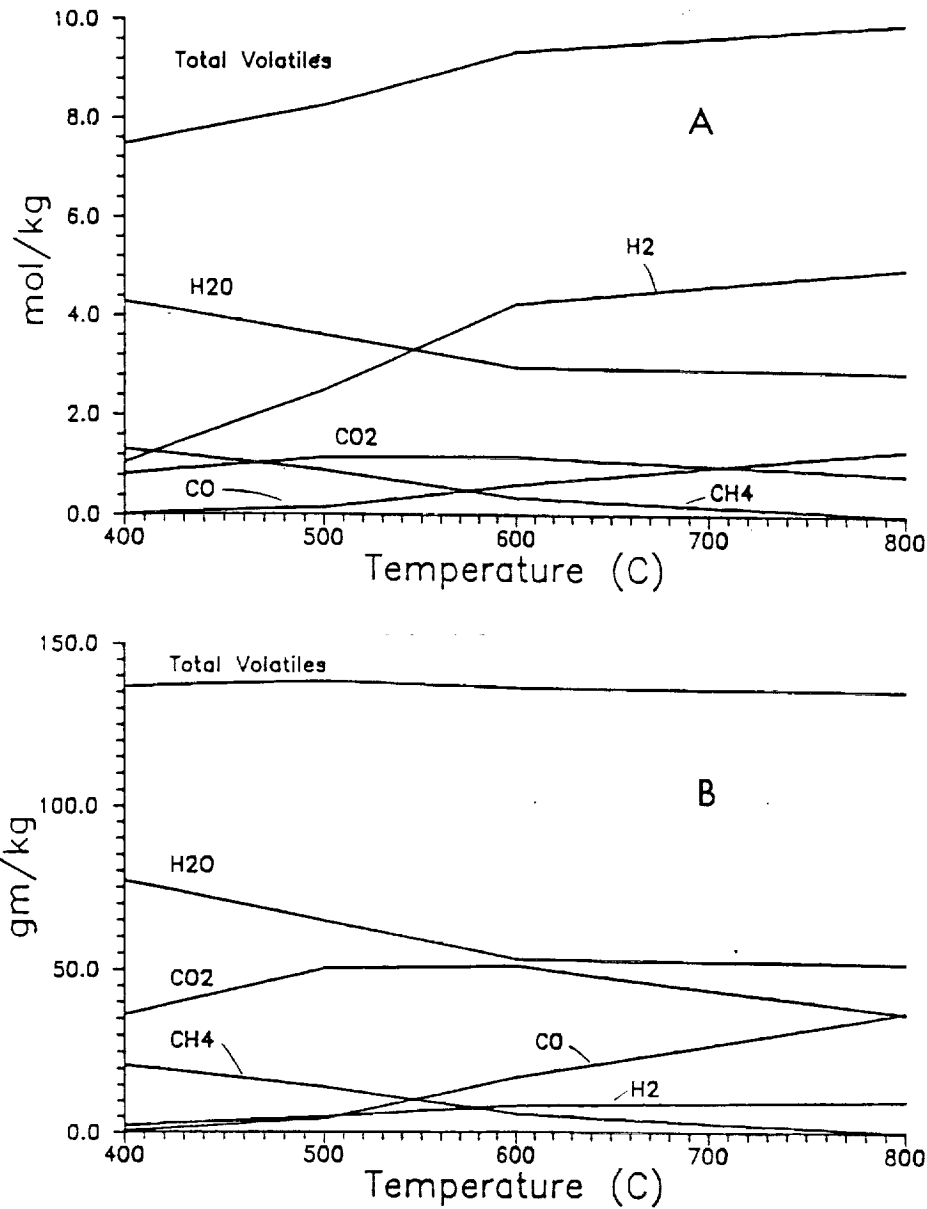 10.0
Total Volatiles
8.0
A
6.0
mol/kg
H2
H2O
4.0
2.0
CO2
CO
CH4
0.0
400 500 600 700 800
Temperature (C)
150.0
Total Volatiles
B
100.0
gm/kg
H2O
50.0
CO2
CH4
CO
H2
0.0
400 500 600 700 800
Temperature (C)